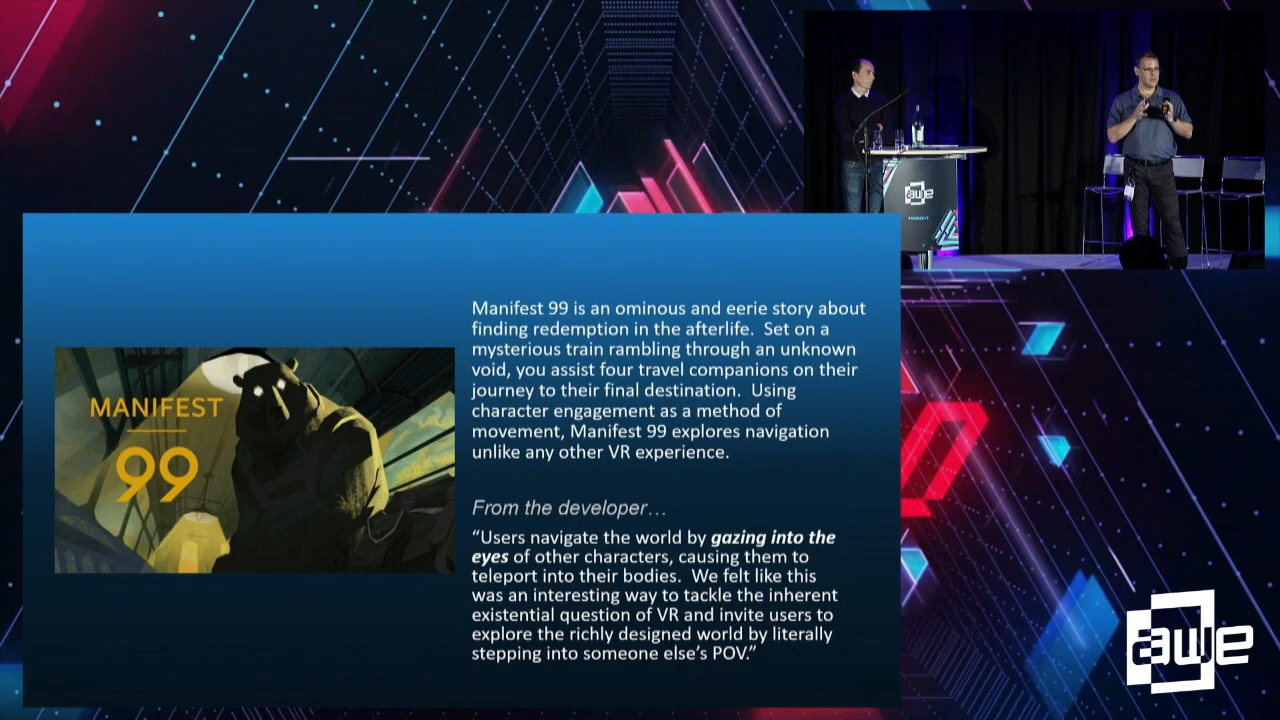 awe
Manifest 99 is an ominous and eerie story about
finding redemption in the afterlife.  Set on a
mysterious train rambling through an unknown
void, you assist four travel companions on their
journey to their final destination.  Using
character engagement as a method of
movement, Manifest 99 explores navigation
unlike any other VR experience.
MANIFEST
99
From the developer…
“Users navigate the world by gazing into the
eyes of other characters, causing them to
teleport into their bodies.  We felt like this
was an interesting way to tackle the inherent
existential question of VR and invite users to
explore the richly designed world by literally
stepping into someone else’s POV.”
awe